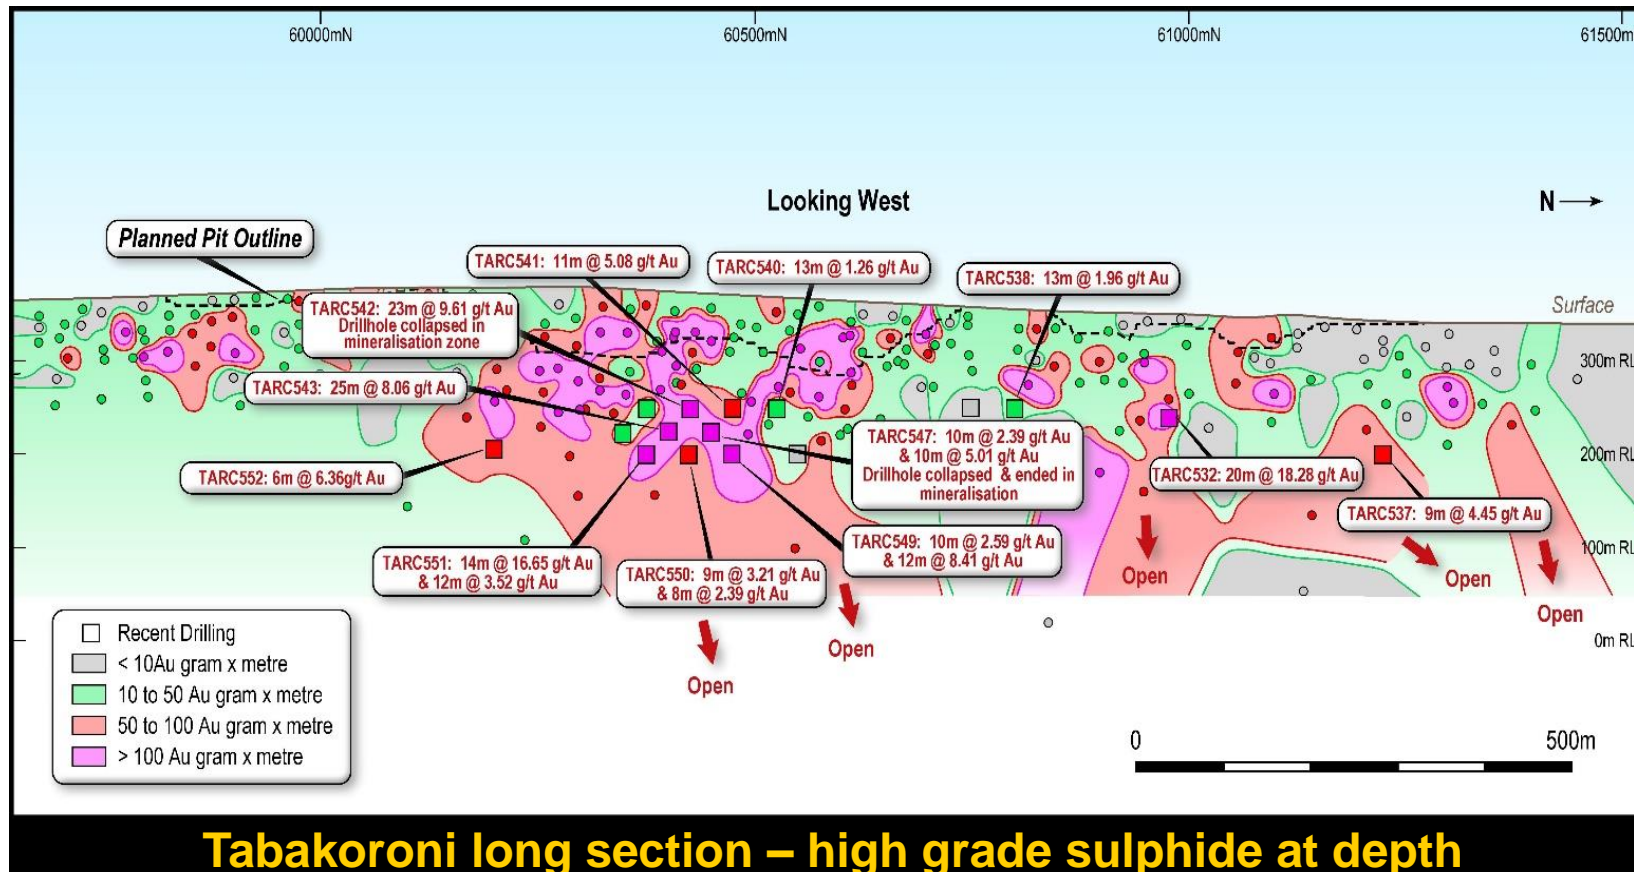 60000mN
60500mN
61000mN
61500m
Looking West
N
Planned Pit Outline
TARC541: 11m @ 5.08 g/t Au
TARC540: 13m @ 1.26 g/t Au
TARC538: 13m @ 1.96 g/t Au
Surface
TARC542: 23m @ 9.61 g/t Au
Drillhole collapsed in
mineralisation zone
300m RL
TARC543: 25m @ 8.06 g/t Au
TARC547: 10m @ 2.39 g/t Au
& 10m @ 5.01 g/t Au
Drillhole collapsed & ended in
mineralisation
200m RL
TARC552: 6m @ 6.36g/t Au
TARC532: 20m @ 18.28 g/t Au
TARC537: 9m @ 4.45 g/t Au
TARC551: 14m @ 16.65 g/t Au
& 12m @ 3.52 g/t Au
TARC550: 9m @ 3.21 g/t Au
& 8m @ 2.39 g/t Au
TARC549: 10m @ 2.59 g/t Au
& 12m @ 8.41 g/t Au
100m RL
Open
Open
Open
Open
Open
0m RL
Recent Drilling
< 10Au gram x metre
10 to 50 Au gram x metre
50 to 100 Au gram x metre
> 100 Au gram x metre
0
500m
Tabakoroni long section – high grade sulphide at depth